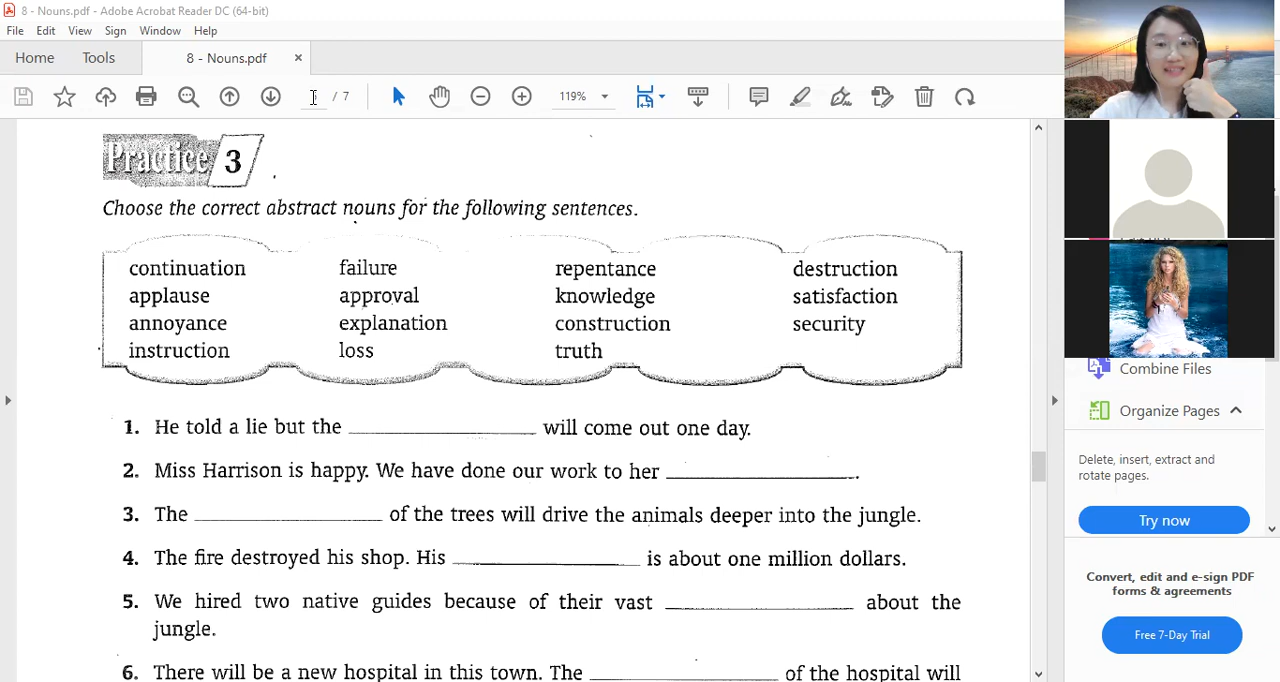 8 - Nouns.pdf - Adobe Acrobat Reader DC (64-bit)
File Edit View Sign Window Help
Home Tools 8 - Nouns.pdf ×
/ 7 119%
Practice 3
Choose the correct abstract nouns for the following sentences.
continuation failure repentance destruction
applause approval knowledge satisfaction
annoyance explanation construction security
instruction loss truth
1. He told a lie but the ____________ will come out one day.
2. Miss Harrison is happy. We have done our work to her ____________.
3. The ____________ of the trees will drive the animals deeper into the jungle.
4. The fire destroyed his shop. His ____________ is about one million dollars.
5. We hired two native guides because of their vast ____________ about the
jungle.
6. There will be a new hospital in this town. The ____________ of the hospital will
Combine Files
Organize Pages
Delete, insert, extract and
rotate pages.
Try now
Convert, edit and e-sign PDF
forms & agreements
Free 7-Day Trial